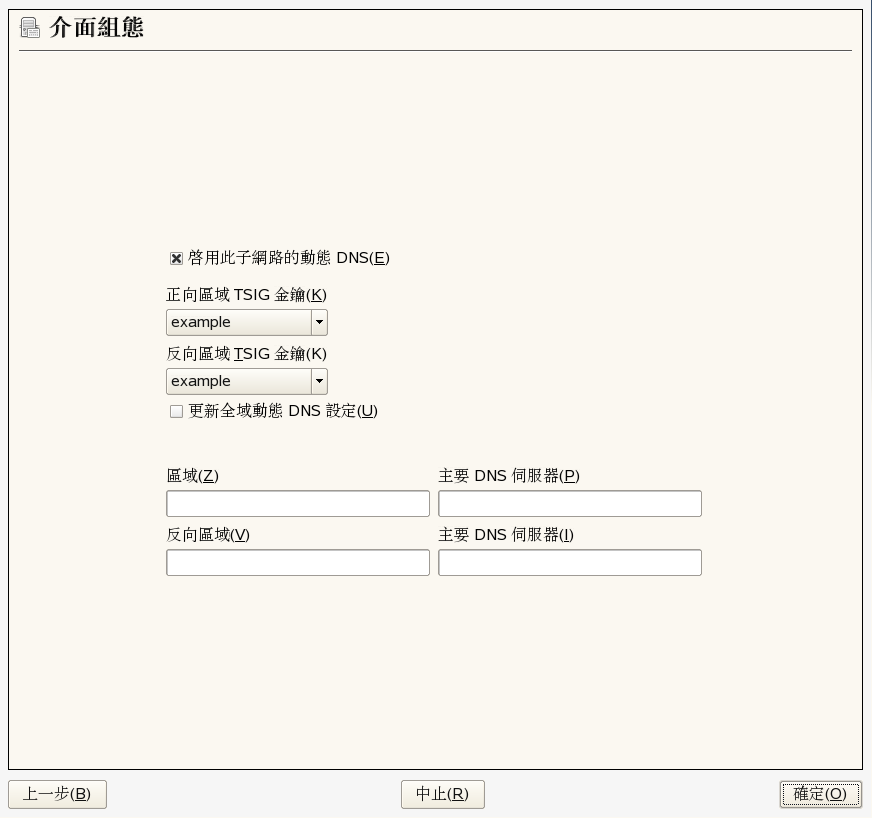 介面組態
啓用此子網路的動態 DNS(E)
正向區域 TSIG 金鑰(K)
example
反向區域 TSIG 金鑰(K)
example
更新全域動態 DNS 設定(U)
區域(Z) 主要 DNS 伺服器(P)
反向區域(V) 主要 DNS 伺服器(I)
上一步(B) 中止(R) 確定(O)